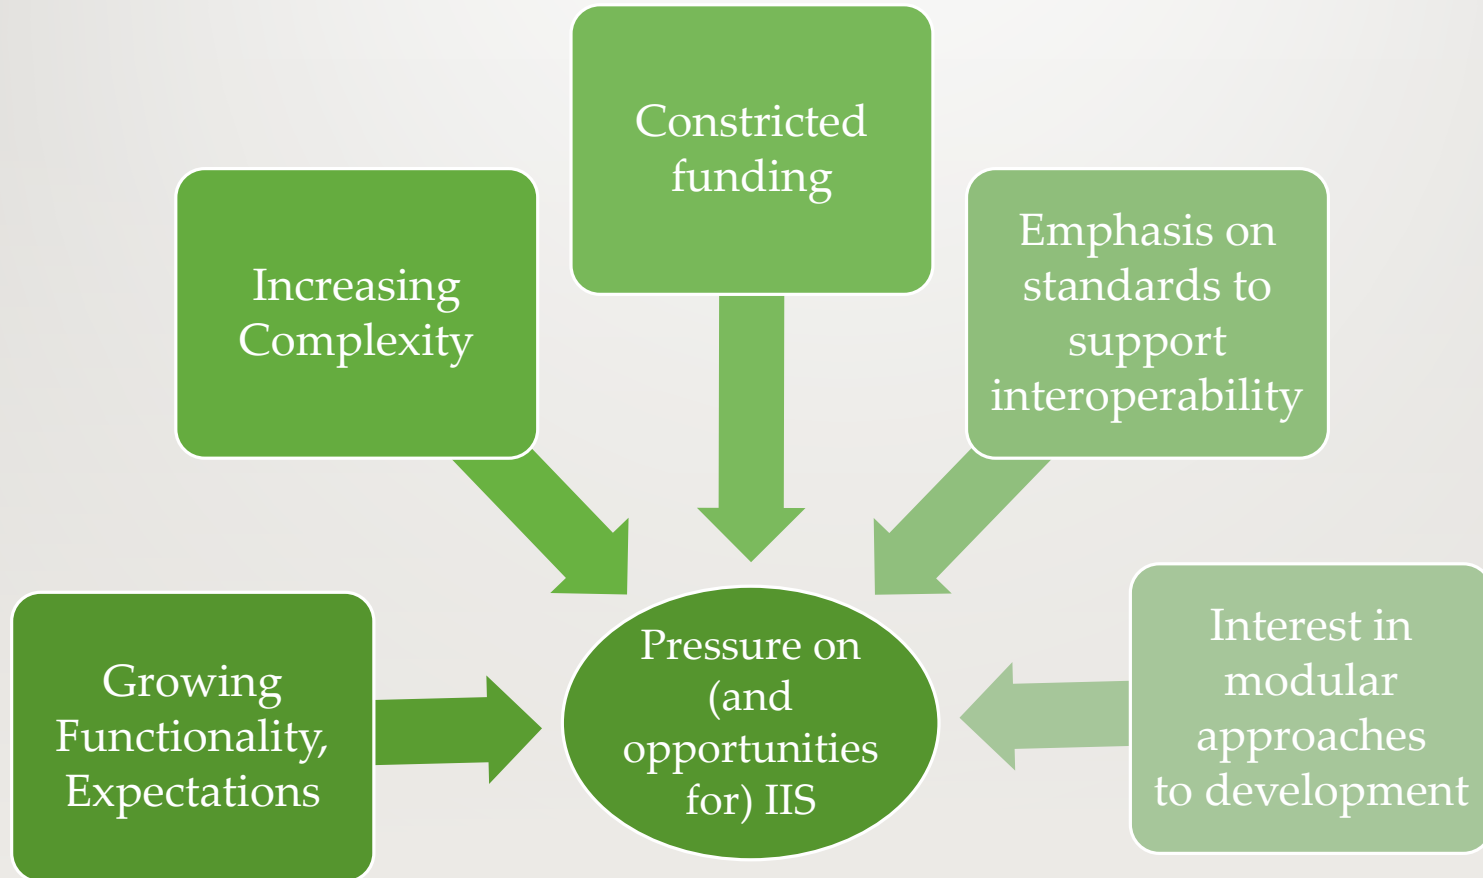 Constricted
funding
Increasing
Complexity
Emphasis on
standards to
support
interoperability
Growing
Functionality,
Expectations
Pressure on
(and
opportunities
for) IIS
Interest in
modular
approaches
to development